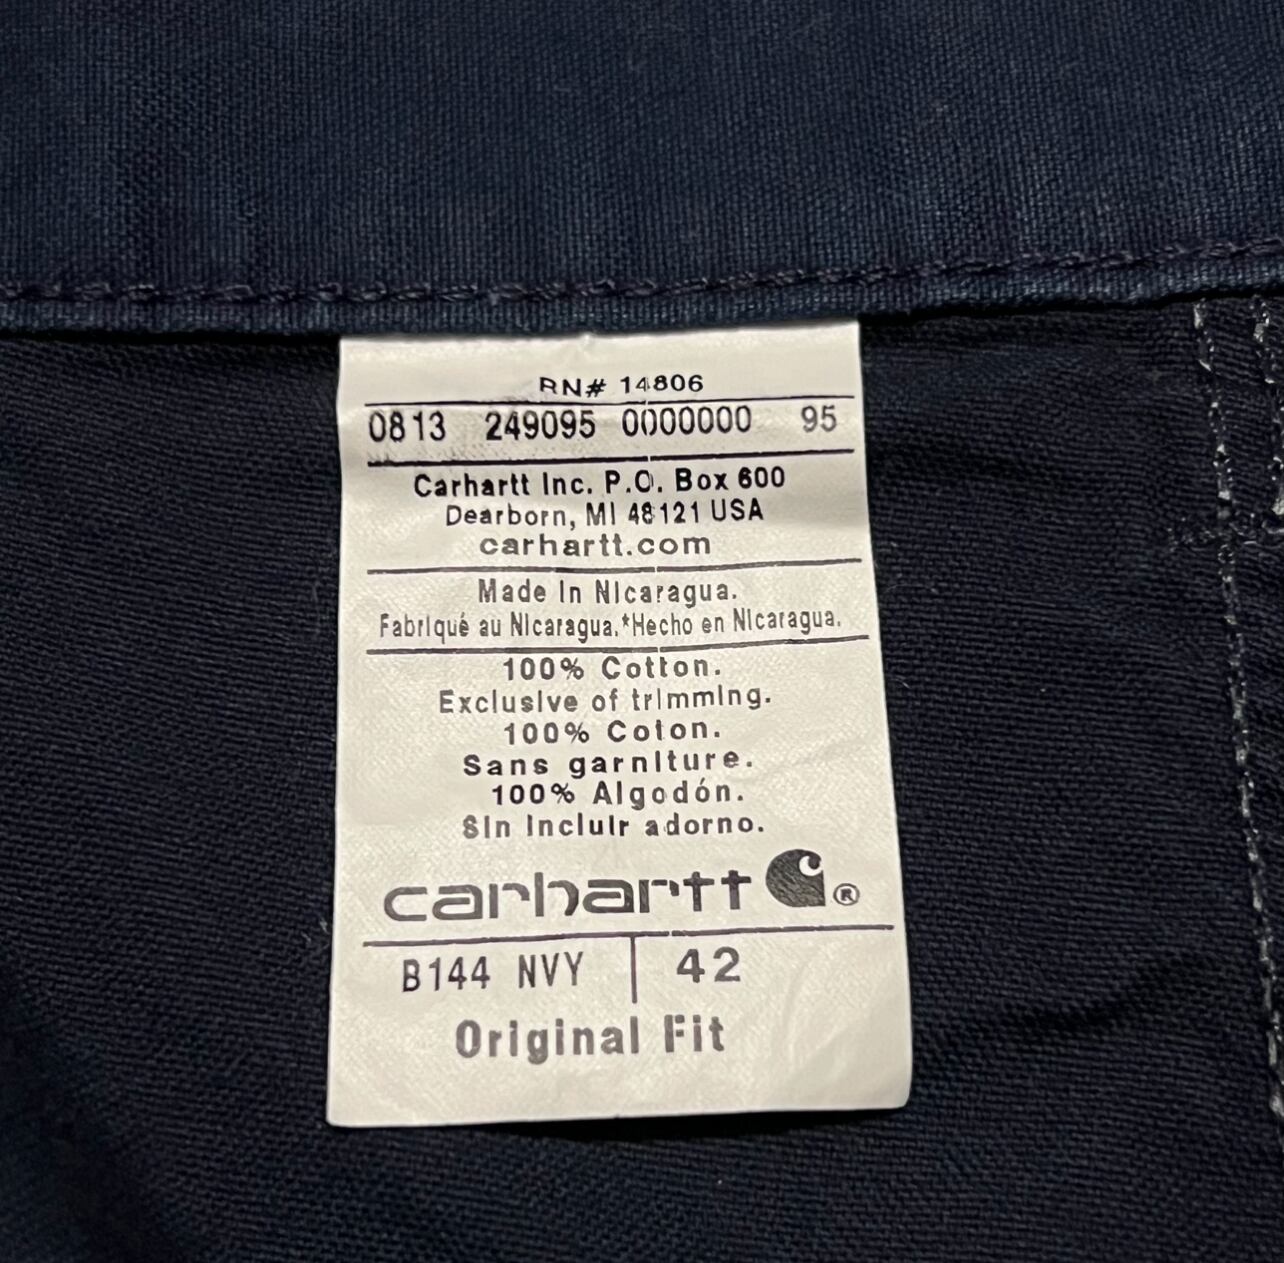 RN# 14806
0813 249095 0000000 95
Carhartt Inc. P.O. Box 600
Dearborn, MI 48121 USA
carhartt.com
Made In Nicaragua.
Fabriqué au Nicaragua.*Hecho en Nicaragua.
100% Cotton.
Exclusive of trimming.
100% Coton.
Sans garniture.
100% Algodón.
Sin incluir adorno.
carhartt ®
B144 NVY | 42
Original Fit